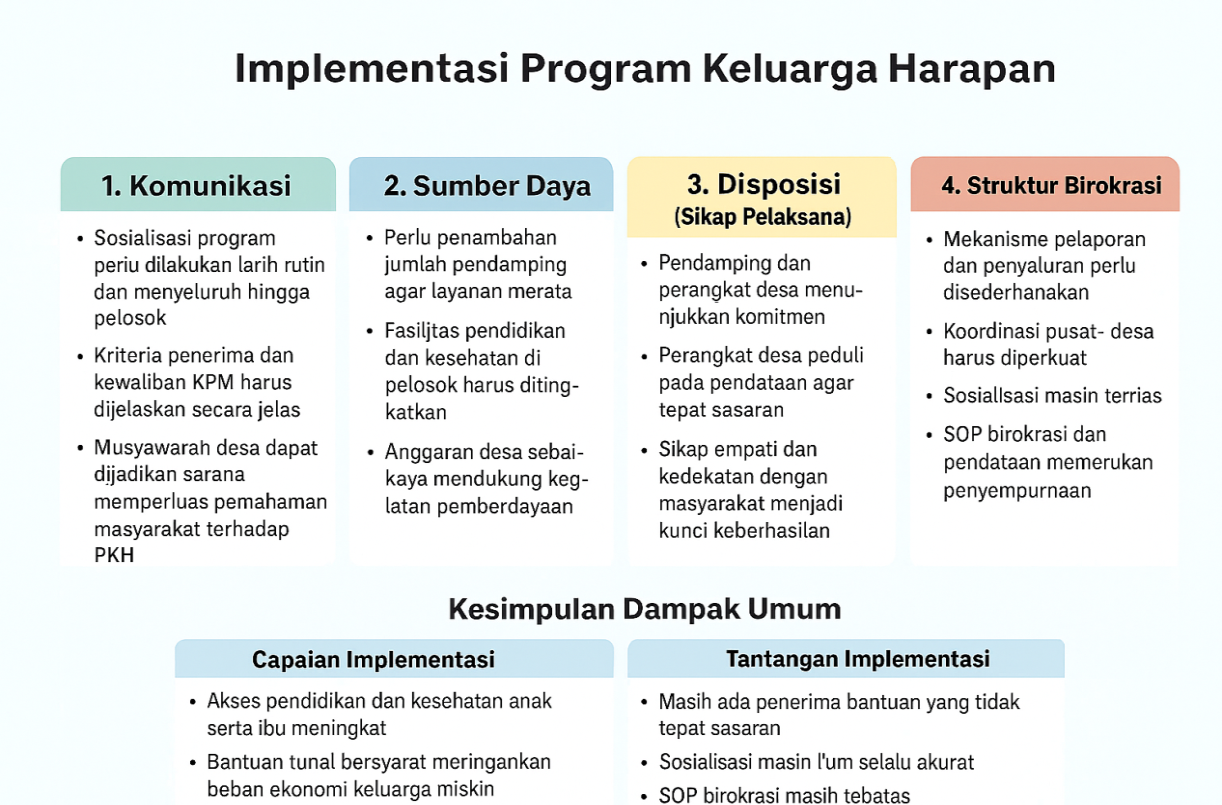 Implementasi Program Keluarga Harapan
1. Komunikasi
• Sosialisasi program
periu dilakukan larih rutin
dan menyeluruh hingga
pelosok
• Kriteria penerima dan
kewaliban KPM harus
dijelaskan secara jelas
• Musyawarah desa dapat
dijadikan sarana
memperluas pemahaman
masyarakat terhadap
PKH
2. Sumber Daya
• Perlu penambahan
jumlah pendamping
agar layanan merata
• Fasiljtas pendidikan
dan kesehatan di
pelosok harus diting-
katkan
• Anggaran desa sebai-
kaya mendukung keg-
latan pemberdayaan
3. Disposisi
(Sikap Pelaksana)
• Pendamping dan
perangkat desa menu-
njukkan komitmen
• Perangkat desa peduli
pada pendataan agar
tepat sasaran
• Sikap empati dan
kedekatan dengan
masyarakat menjadi
kunci keberhasilan
4. Struktur Birokrasi
• Mekanisme pelaporan
dan penyaluran perlu
disederhanakan
• Koordinasi pusat- desa
harus diperkuat
• Sosiallsasi masin terrias
• SOP birokrasi dan
pendataan memerukan
penyempurnaan
Kesimpulan Dampak Umum
Capaian Implementasi
• Akses pendidikan dan kesehatan anak
serta ibu meningkat
• Bantuan tunal bersyarat meringankan
beban ekonomi keluarga miskin
Tantangan Implementasi
• Masih ada penerima bantuan yang tidak
tepat sasaran
• Sosialisasi masin l'um selalu akurat
• SOP birokrasi masih tebatas